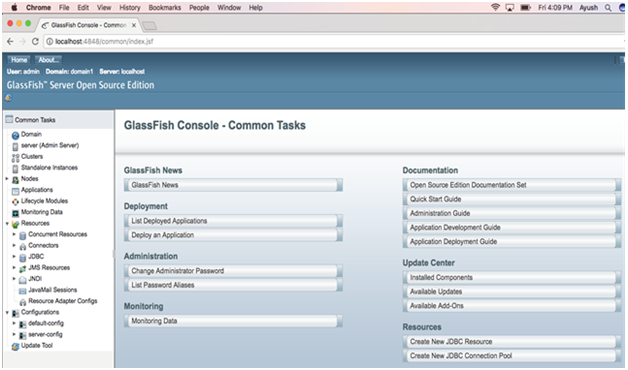 Chrome File Edit View History Bookmarks People Window Help Fri 4:09 PM Ayush
GlassFish Console - Common T
localhost:4848/common/index.jsf
Home About...
User: admin Domain: domain1 Server: localhost
GlassFish™ Server Open Source Edition
Common Tasks
Domain
server (Admin Server)
Clusters
Standalone Instances
Nodes
Applications
Lifecycle Modules
Monitoring Data
Resources
Concurrent Resources
Connectors
JDBC
JMS Resources
JNDI
JavaMail Sessions
Resource Adapter Configs
Configurations
default-config
server-config
Update Tool
GlassFish Console - Common Tasks
GlassFish News
GlassFish News
Deployment
List Deployed Applications
Deploy an Application
Administration
Change Administrator Password
List Password Aliases
Monitoring
Monitoring Data
Documentation
Open Source Edition Documentation Set
Quick Start Guide
Administration Guide
Application Development Guide
Application Deployment Guide
Update Center
Installed Components
Available Updates
Available Add-Ons
Resources
Create New JDBC Resource
Create New JDBC Connection Pool